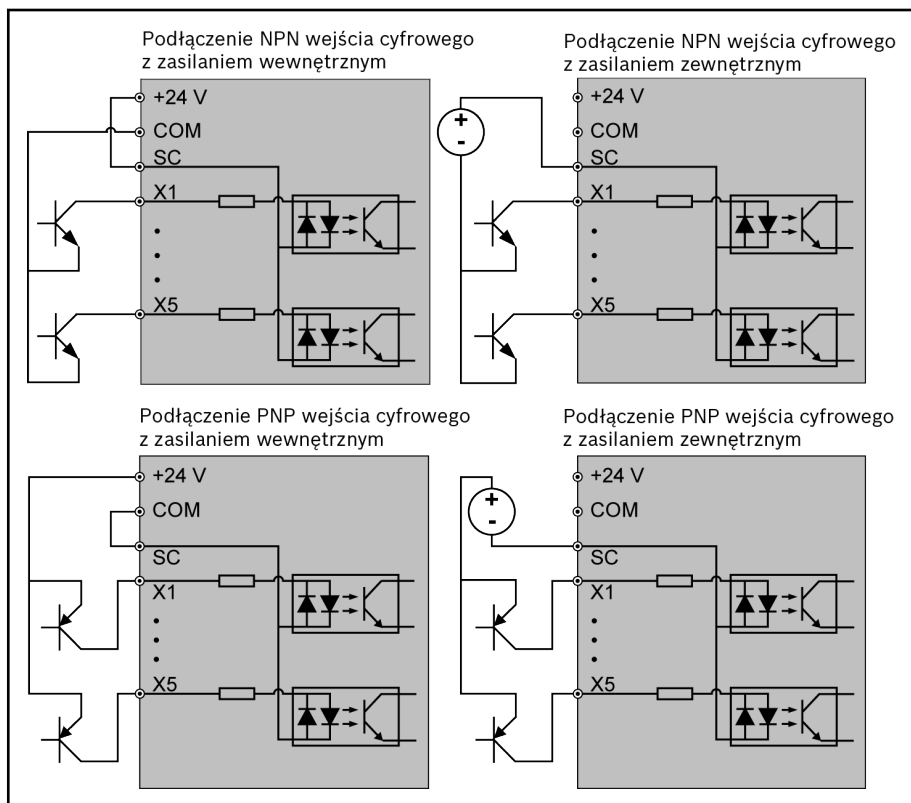 Podłączenie NPN wejścia cyfrowego
z zasilaniem wewnętrznym
+24 V
COM
SC
X1
X5
Podłączenie NPN wejścia cyfrowego
z zasilaniem zewnętrznym
+
-
+24 V
COM
SC
X1
X5
Podłączenie PNP wejścia cyfrowego
z zasilaniem wewnętrznym
+24 V
COM
SC
X1
X5
Podłączenie PNP wejścia cyfrowego
z zasilaniem zewnętrznym
+
-
+24 V
COM
SC
X1
X5